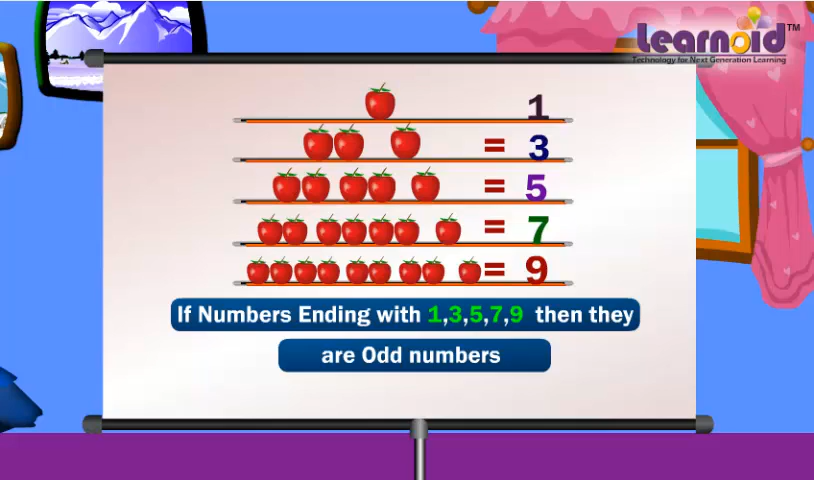 Learnoid™
Technology for Next Generation Learning
1
= 3
= 5
= 7
= 9
If Numbers Ending with 1,3,5,7,9 then they
are Odd numbers